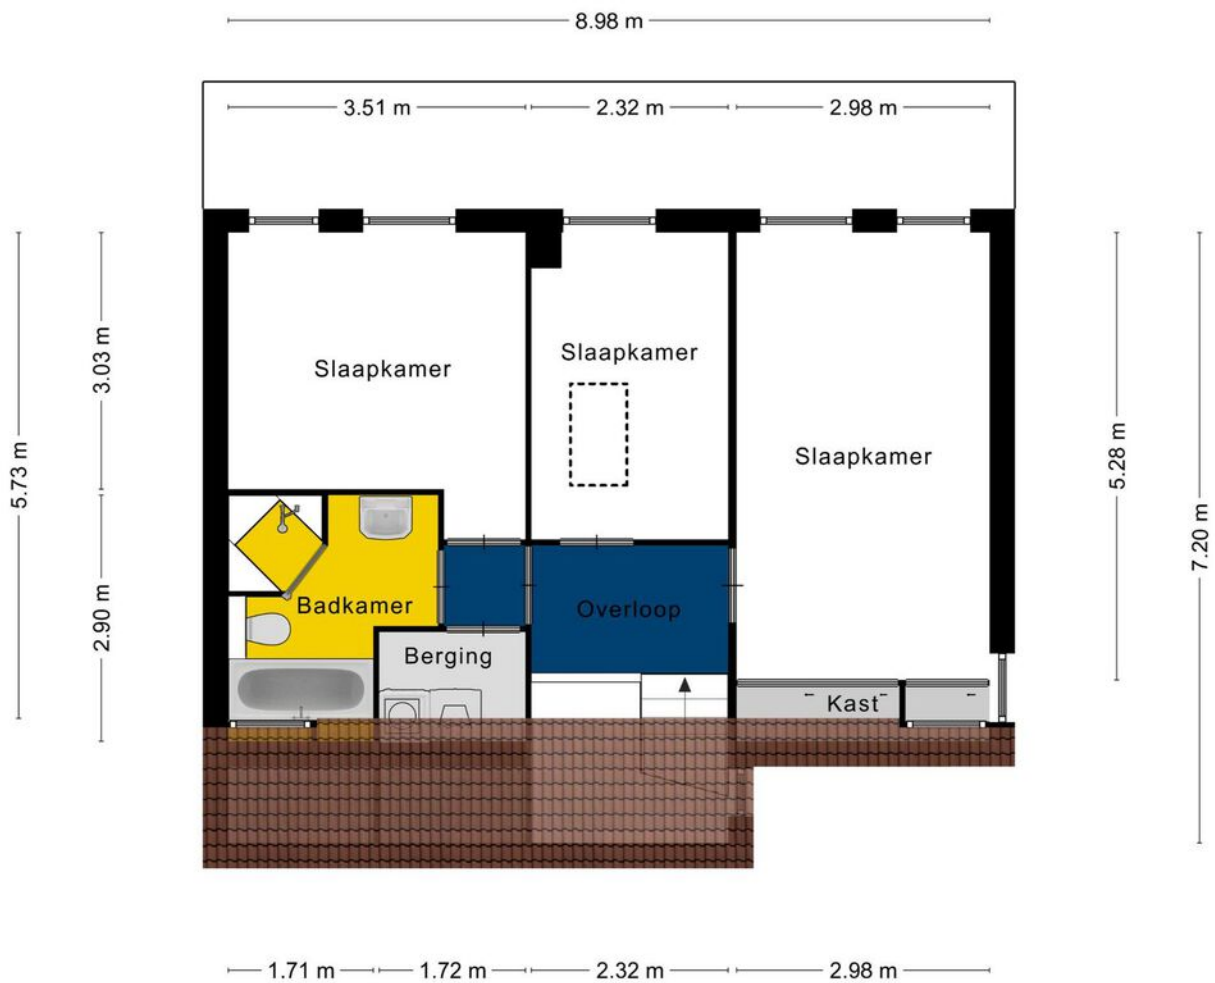 8.98 m
3.51 m
2.32 m
2.98 m
Slaapkamer
Slaapkamer
Slaapkamer
3.03 m
5.73 m
5.28 m
7.20 m
2.90 m
Badkamer
Overloop
Berging
Kast
1.71 m
1.72 m
2.32 m
2.98 m